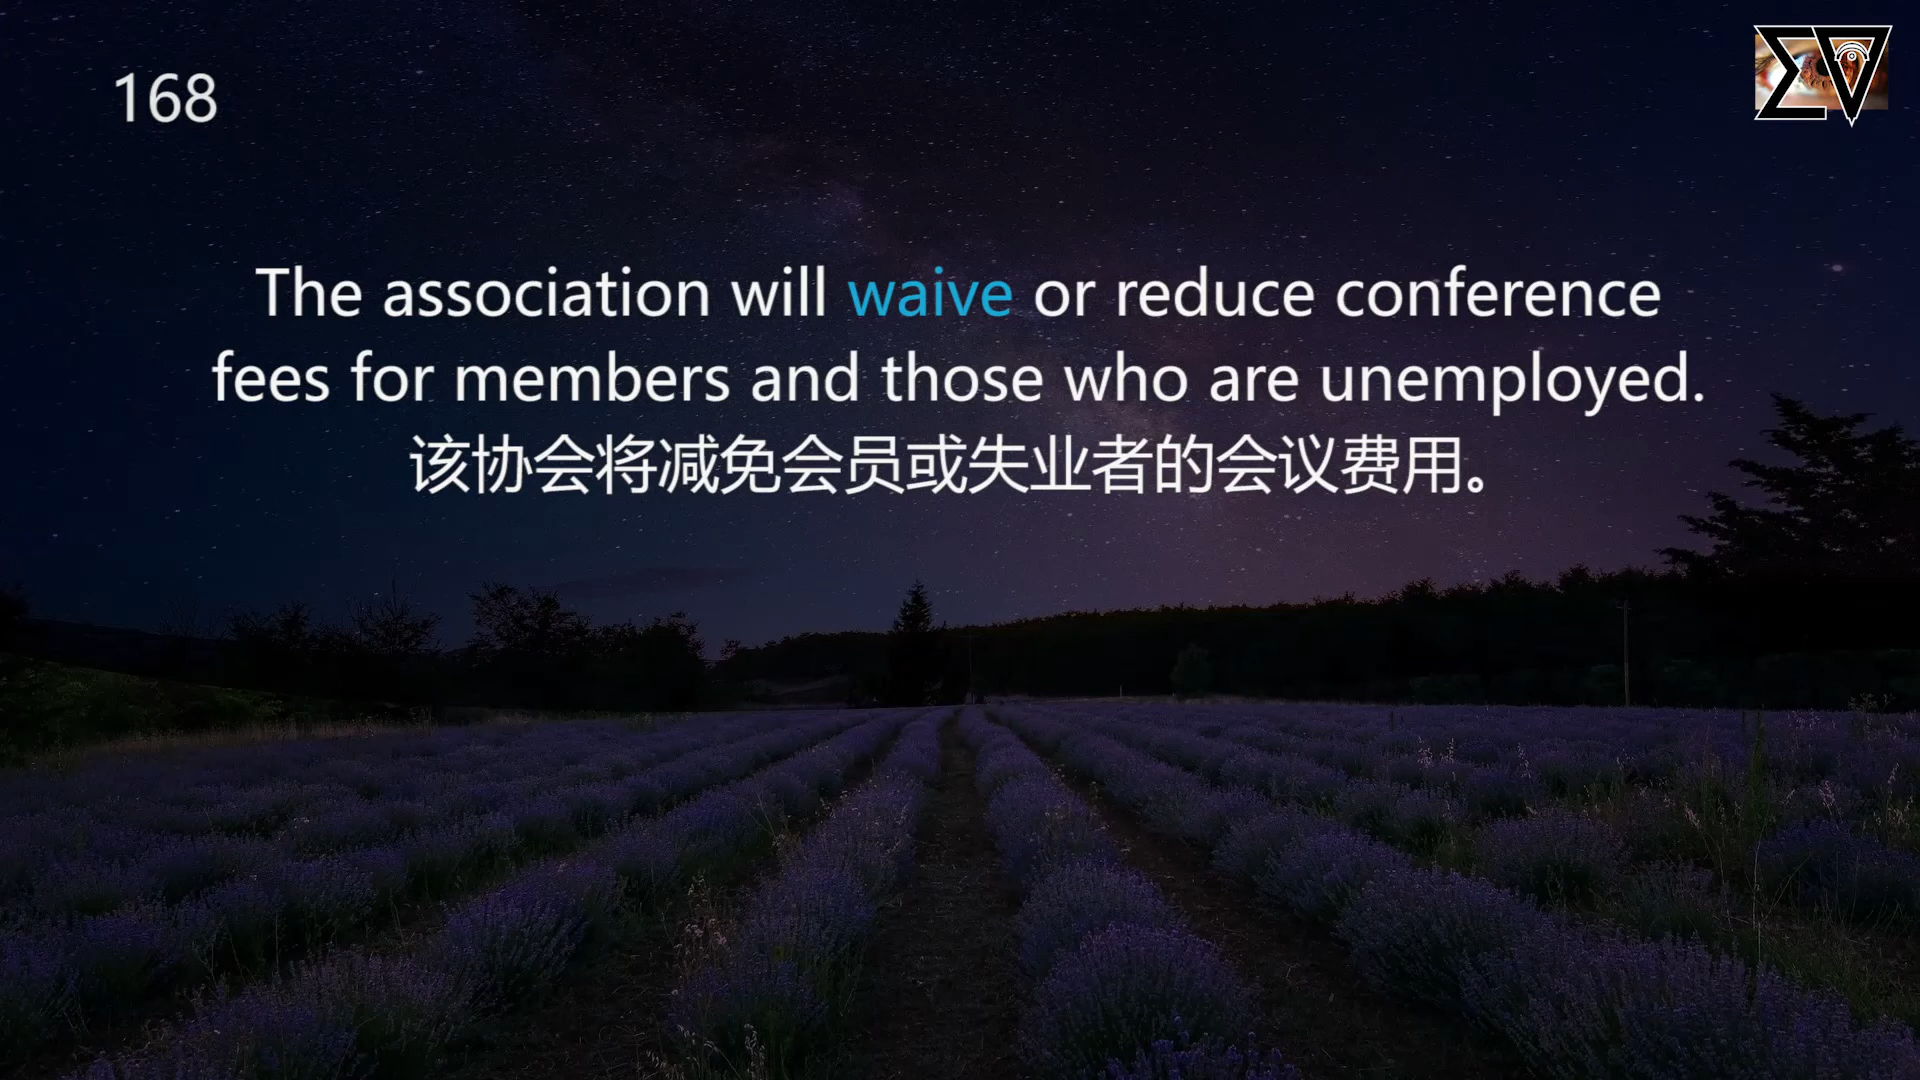 168
The association will waive or reduce conference
fees for members and those who are unemployed.
该协会将减免会员或失业者的会议费用。